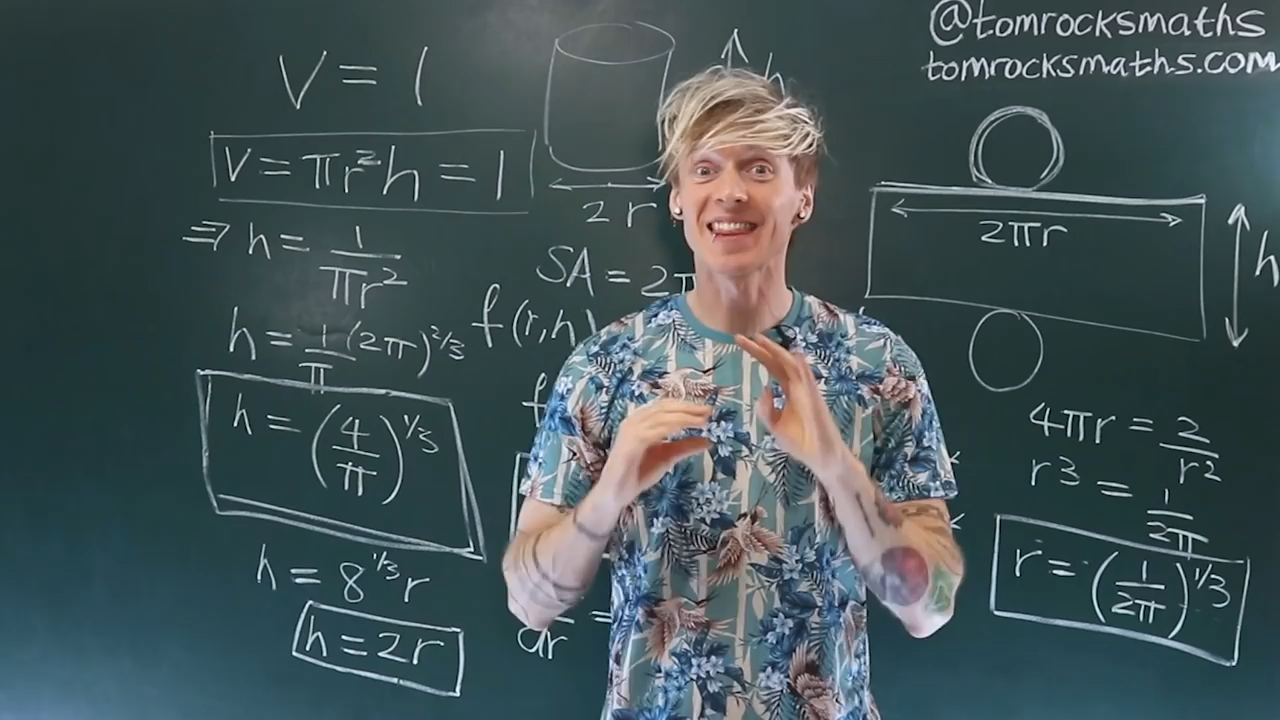 V = 1
V = πr²h = 1
⇒ h = 1/πr²
h = 1/π (2π)^2/3
h = (4/π)^1/3
h = 8^1/3 r
h = 2r
h
2r
SA = 2π
f(r,h)
dr =
@tomrocksmaths
tomrocksmaths.com
2πr
h
4πr = 2/r²
r3 = 1/2π
r = (1/2π)^1/3